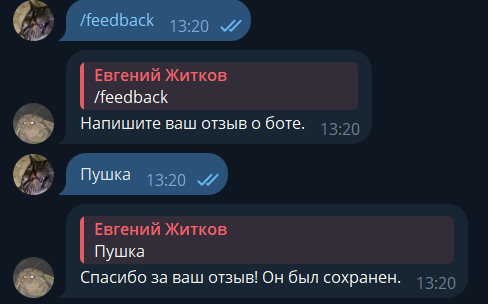 /feedback 13:20
Евгений Житков
/feedback
Напишите ваш отзыв о боте. 13:20
Пушка 13:20
Евгений Житков
Пушка
Спасибо за ваш отзыв! Он был сохранен. 13:20